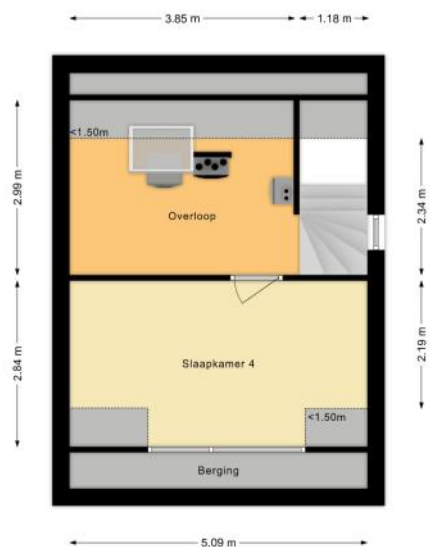 3.85 m
1.18 m
<1.50m
2.99 m
2.34 m
Overloop
Slaapkamer 4
2.84 m
2.19 m
<1.50m
Berging
5.09 m